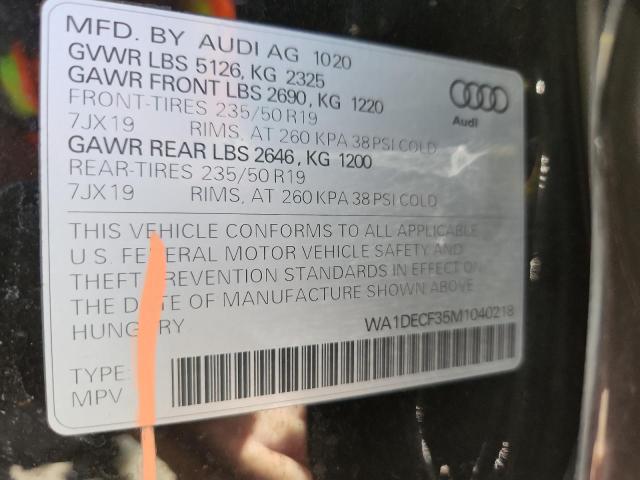 MFD. BY AUDI AG 1020
GVWR LBS 5126, KG 2325
GAWR FRONT LBS 2690, KG 1220
FRONT-TIRES 235/50 R19
7JX19 RIMS, AT 260 KPA 38 PSI COLD
GAWR REAR LBS 2646, KG 1200
REAR-TIRES 235/50 R19
7JX19 RIMS, AT 260 KPA 38 PSI COLD
Audi
THIS VEHICLE CONFORMS TO ALL APPLICABLE
U.S. FEDERAL MOTOR VEHICLE SAFETY AND
THEFT PREVENTION STANDARDS IN EFFECT ON
THE DATE OF MANUFACTURE SHOWN ABOVE
HUNGARY WA1DECF35M1040218
TYPE:
MPV